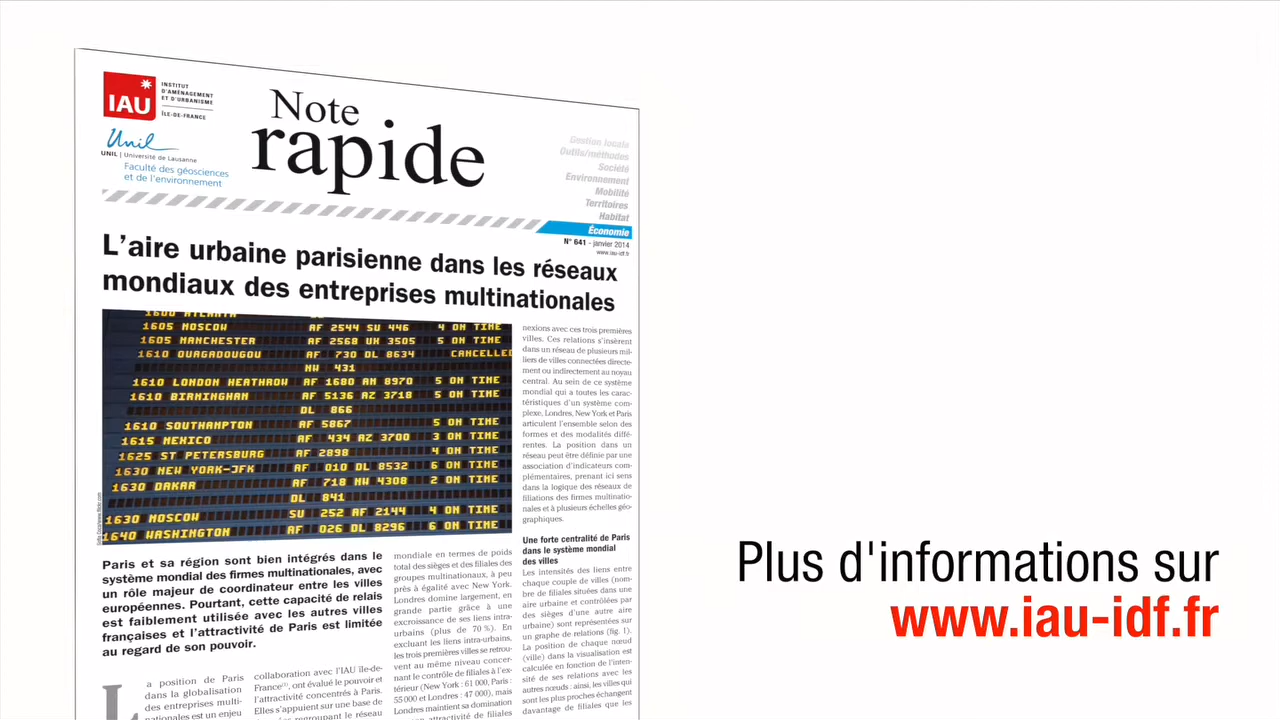 IAU
INSTITUT
D'AMÉNAGEMENT
ET D'URBANISME
ÎLE-DE-FRANCE
Unil
UNIL | Université de Lausanne
Faculté des géosciences
et de l'environnement
Note
rapide
Gestion locale
Outils/méthodes
Société
Environnement
Mobilité
Territoires
Habitat
Économie
N° 641 - janvier 2014
www.iau-idf.fr
L'aire urbaine parisienne dans les réseaux
mondiaux des entreprises multinationales
1600 ATLANTA
1605 MOSCOW AF 2544 SU 446 4 ON TIME
1605 MANCHESTER AF 2568 UH 3505 5 ON TIME
1610 OUAGADOUGOU AF 730 DL 8634 CANCELLED
NW 431
1610 LONDON HEATHROW AF 1680 AM 8970 5 ON TIME
1610 BIRMINGHAM AF 5136 AZ 3718 5 ON TIME
DL 866
1610 SOUTHAMPTON AF 5867 5 ON TIME
1615 MEXICO AF 434 AZ 3700 3 ON TIME
1625 ST PETERSBURG AF 2898 4 ON TIME
1630 NEW YORK-JFK AF 010 DL 8532 6 ON TIME
1630 DAKAR AF 718 NW 4308 2 ON TIME
DL 841
1630 MOSCOW SU 252 AF 2144 4 ON TIME
1640 WASHINGTON AF 026 DL 8296 6 ON TIME
Paris et sa région sont bien intégrés dans le
système mondial des firmes multinationales, avec
un rôle majeur de coordinateur entre les villes
européennes. Pourtant, cette capacité de relais
est faiblement utilisée avec les autres villes
françaises et l'attractivité de Paris est limitée
au regard de son pouvoir.
La position de Paris
dans la globalisation
des entreprises multi-
nationales est un enjeu
collaboration avec l'IAU île-de-
France(1), ont évalué le pouvoir et
l'attractivité concentrés à Paris.
Elles s'appuient sur une base de
regroupant le réseau
mondiale en termes de poids
total des sièges et des filiales des
groupes multinationaux, à peu
près à égalité avec New York.
Londres domine largement, en
grande partie grâce à une
excroissance de ses liens intra-
urbains (plus de 70 %). En
excluant les liens intra-urbains,
les trois premières villes se retrou-
vent au même niveau concer-
nant le contrôle de filiales à l'ex-
térieur (New York : 61 000, Paris :
55 000 et Londres : 47 000), mais
Londres maintient sa domination
attractivité de filiales
nexions avec ces trois premières
villes. Ces relations s'insèrent
dans un réseau de plusieurs mil-
liers de villes connectées directe-
ment ou indirectement au noyau
central. Au sein de ce système
mondial qui a toutes les carac-
téristiques d'un système com-
plexe, Londres, New York et Paris
articulent l'ensemble selon des
formes et des modalités diffé-
rentes. La position dans un
réseau peut être définie par une
association d'indicateurs com-
plémentaires, prenant ici sens
dans la logique des réseaux de
filiations des firmes multinatio-
nales et à plusieurs échelles géo-
graphiques.
Une forte centralité de Paris
dans le système mondial
des villes
Les intensités des liens entre
chaque couple de villes (nom-
bre de filiales situées dans une
aire urbaine et contrôlées par
des sièges d'une autre aire
urbaine) sont représentées sur
un graphe de relations (fig. 1).
La position de chaque nœud
(ville) dans la visualisation est
calculée en fonction de l'inten-
sité de ses relations avec les
autres nœuds : ainsi, les villes qui
sont les plus proches échangent
davantage de filiales que les
Plus d'informations sur
www.iau-idf.fr